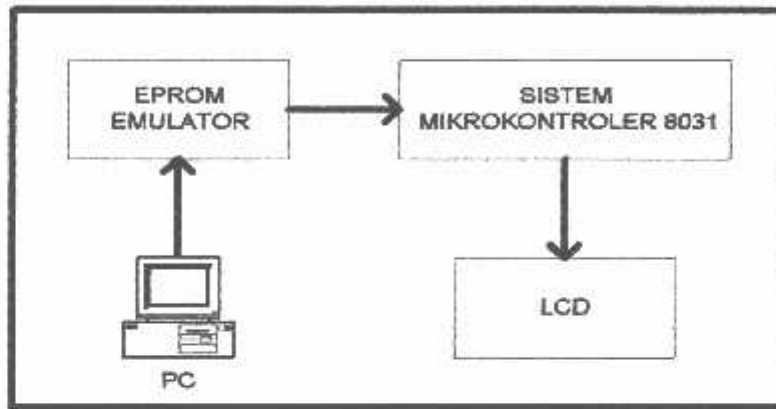 EPROM
EMULATOR
SISTEM
MIKROKONTROLER 8031
LCD
PC